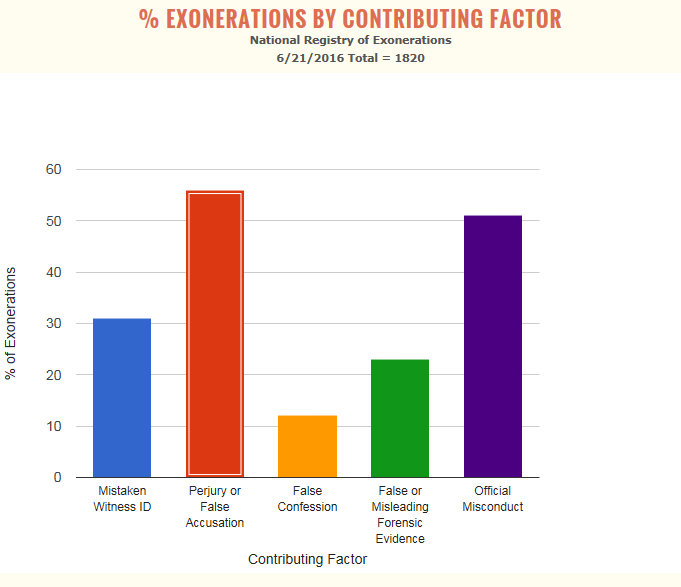 % EXONERATIONS BY CONTRIBUTING FACTOR
National Registry of Exonerations
6/21/2016 Total = 1820
60
50
40
30
20
10
0
% of Exonerations
Mistaken
Witness ID
Perjury or
False
Accusation
False
Confession
False or
Misleading
Forensic
Evidence
Official
Misconduct
Contributing Factor